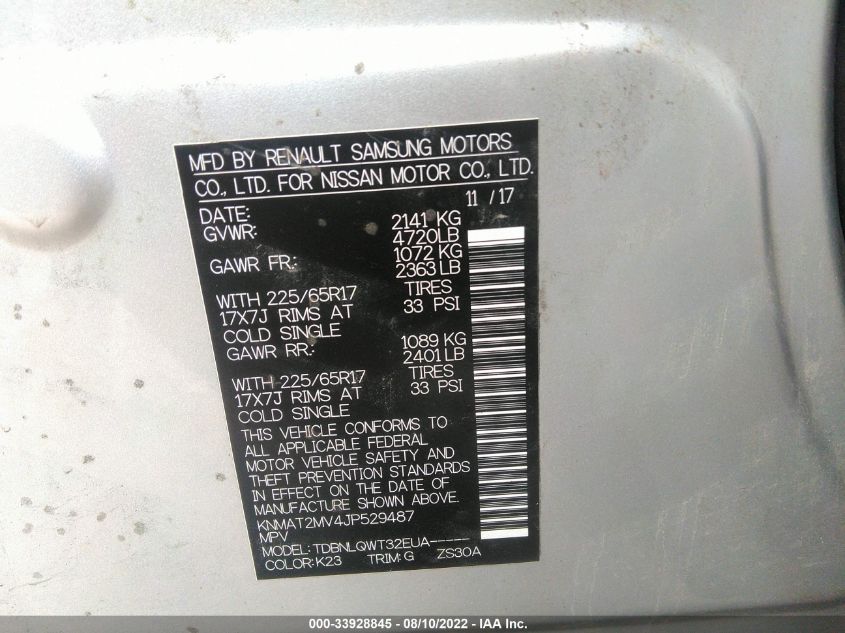 MFD BY RENAULT SAMSUNG MOTORS
CO., LTD. FOR NISSAN MOTOR CO., LTD.
DATE: 11 / 17
GVWR: 2141 KG
4720LB
GAWR FR.: 1072 KG
2363 LB
WITH 225/65R17 TIRES
17X7J RIMS AT 33 PSI
COLD SINGLE
GAWR RR.: 1089 KG
2401 LB
WITH 225/65R17 TIRES
17X7J RIMS AT 33 PSI
COLD SINGLE
THIS VEHICLE CONFORMS TO
ALL APPLICABLE FEDERAL
MOTOR VEHICLE SAFETY AND
THEFT PREVENTION STANDARDS
IN EFFECT ON THE DATE OF
MANUFACTURE SHOWN ABOVE.
KNMAT2MV4JP529487
MPV
MODEL: TDBNLQWT32EUA-----
COLOR:K23 TRIM:G ZS30A
000-33928845 - 08/10/2022 - IAA Inc.